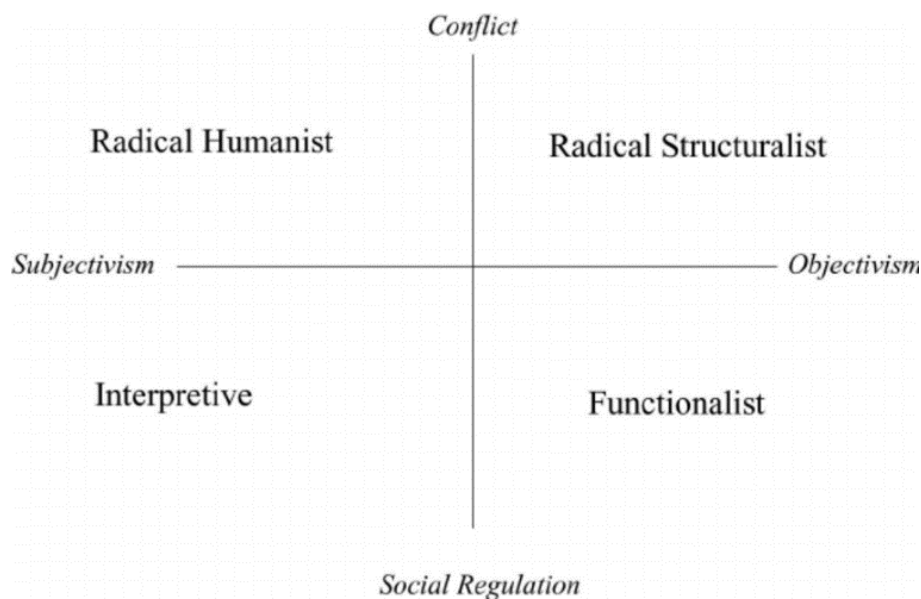 Conflict
Radical Humanist
Radical Structuralist
Subjectivism
Objectivism
Interpretive
Functionalist
Social Regulation